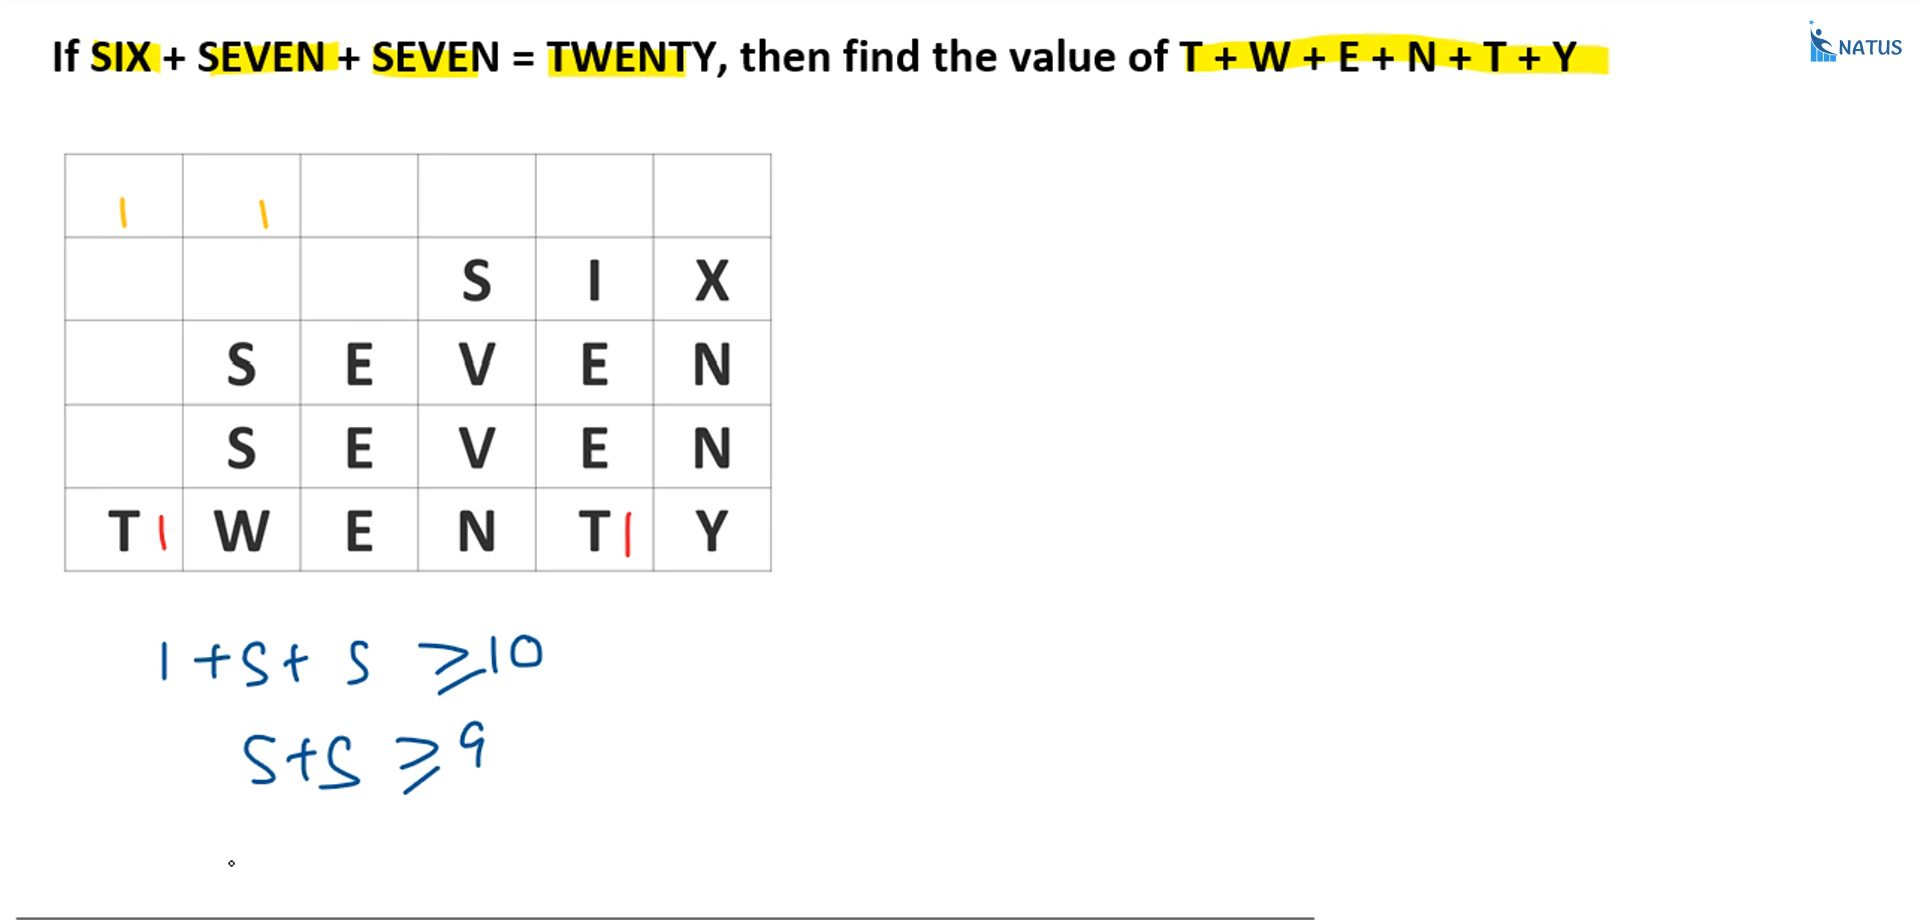 If SIX + SEVEN + SEVEN = TWENTY, then find the value of T + W + E + N + T + Y
NATUS
1 1
S I X
S E V E N
S E V E N
T 1 W E N T 1 Y
1 + S + S ≥ 10
S + S ≥ 9